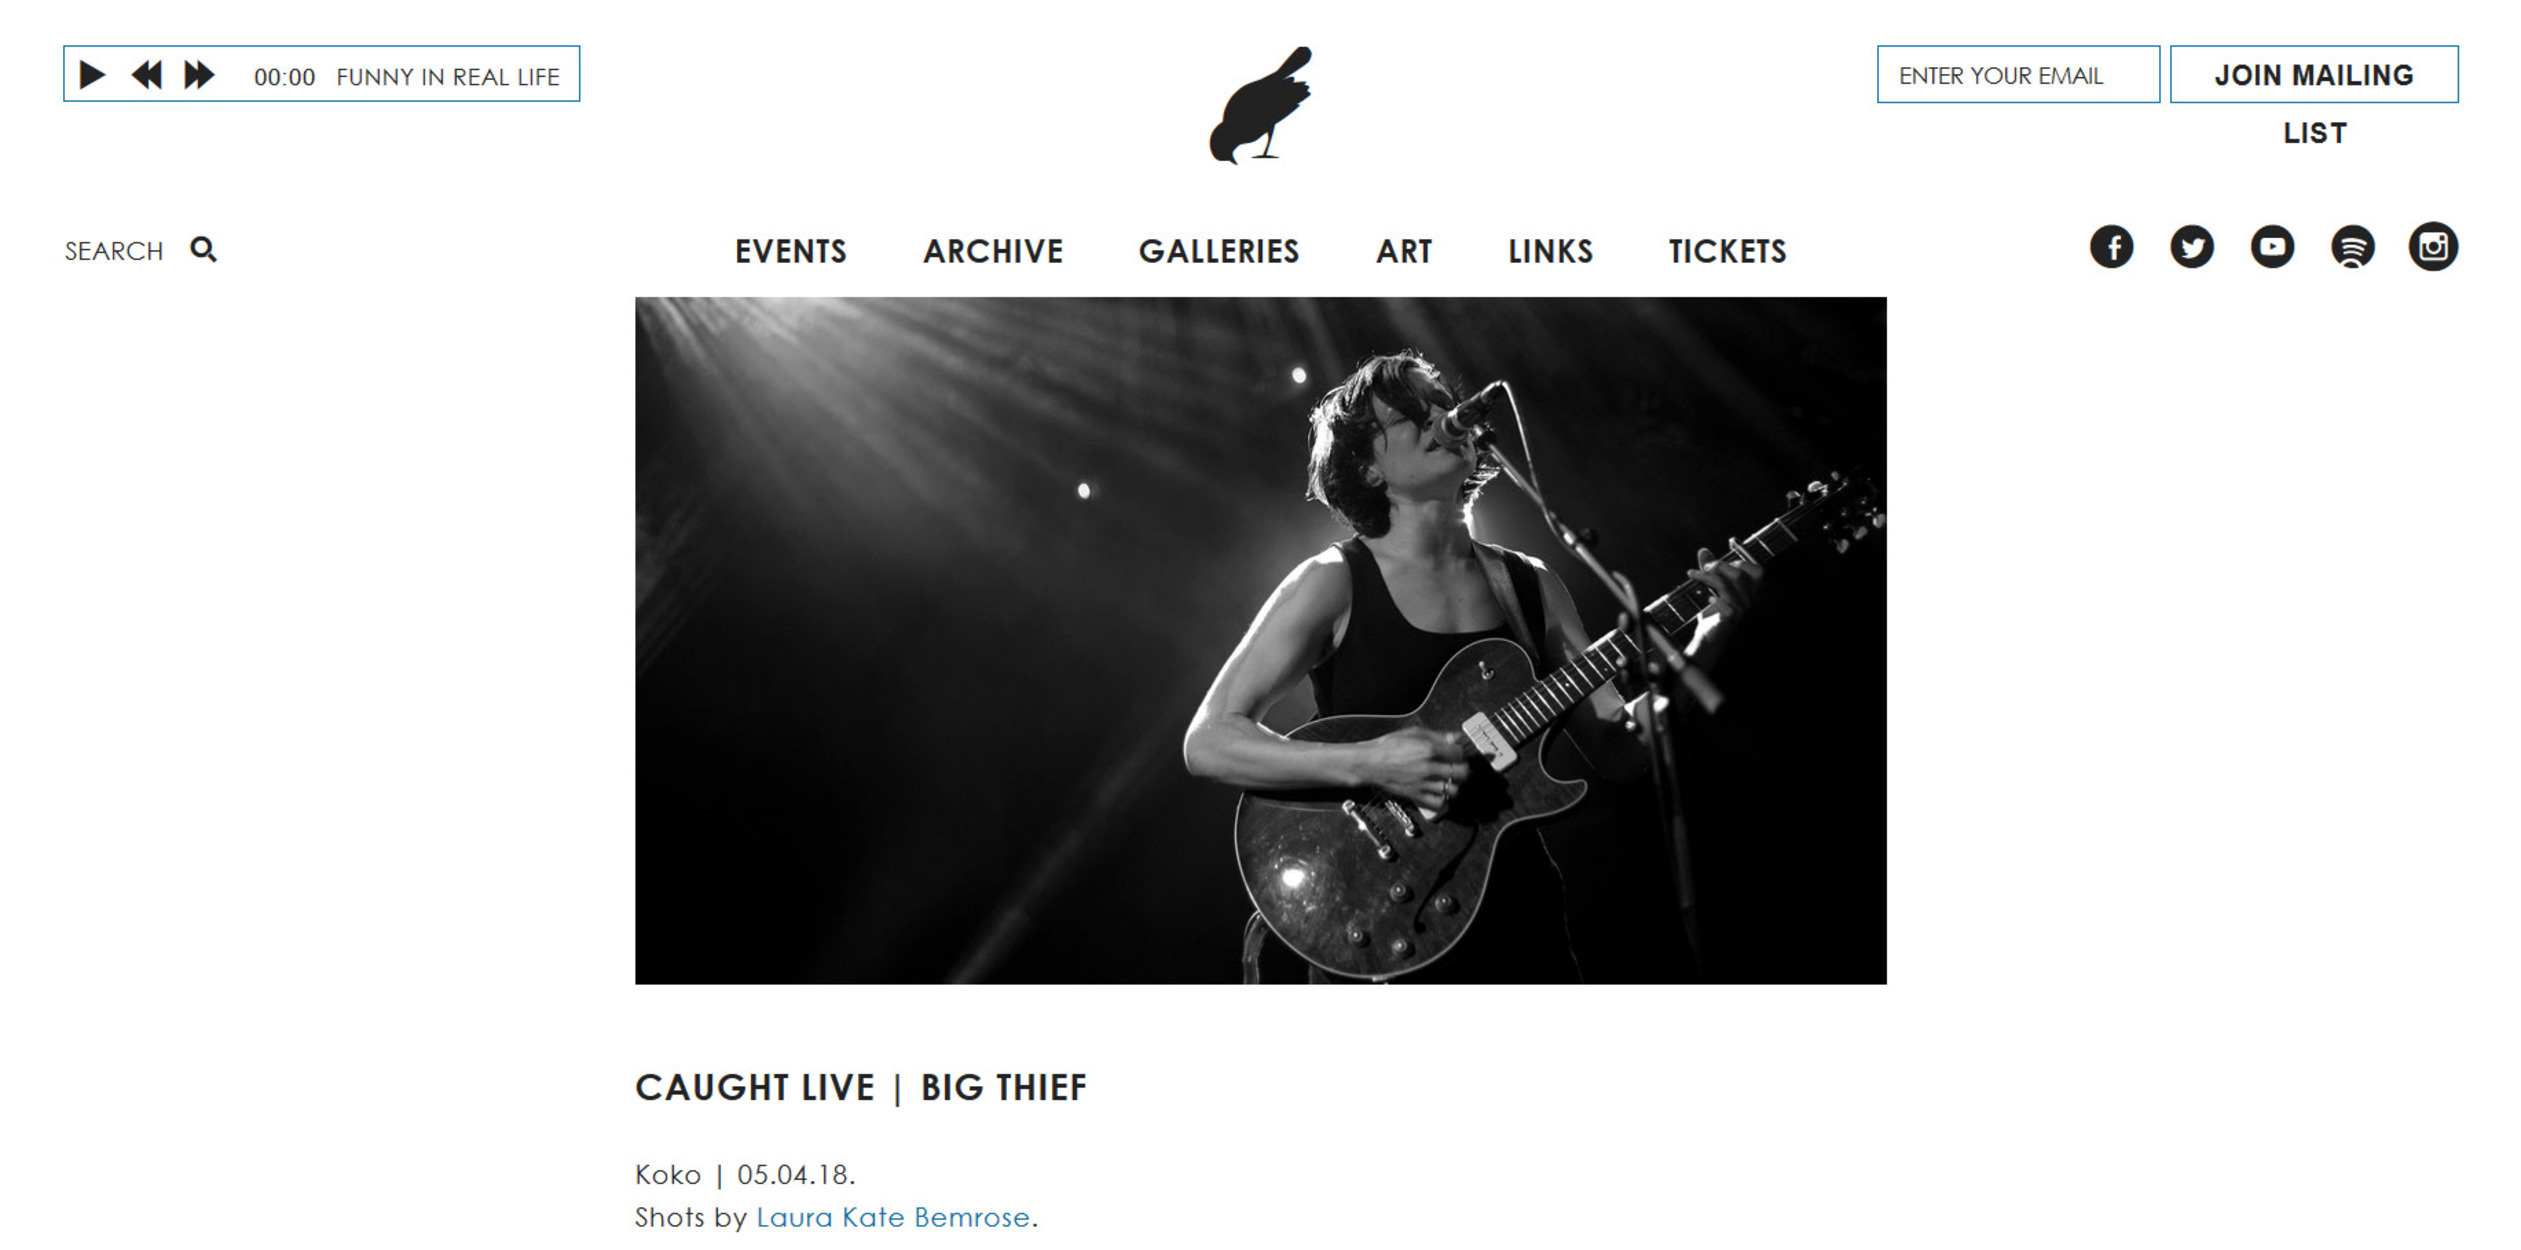 00:00 FUNNY IN REAL LIFE
ENTER YOUR EMAIL
JOIN MAILING
LIST
SEARCH
EVENTS ARCHIVE GALLERIES ART LINKS TICKETS
CAUGHT LIVE | BIG THIEF
Koko | 05.04.18.
Shots by Laura Kate Bemrose.